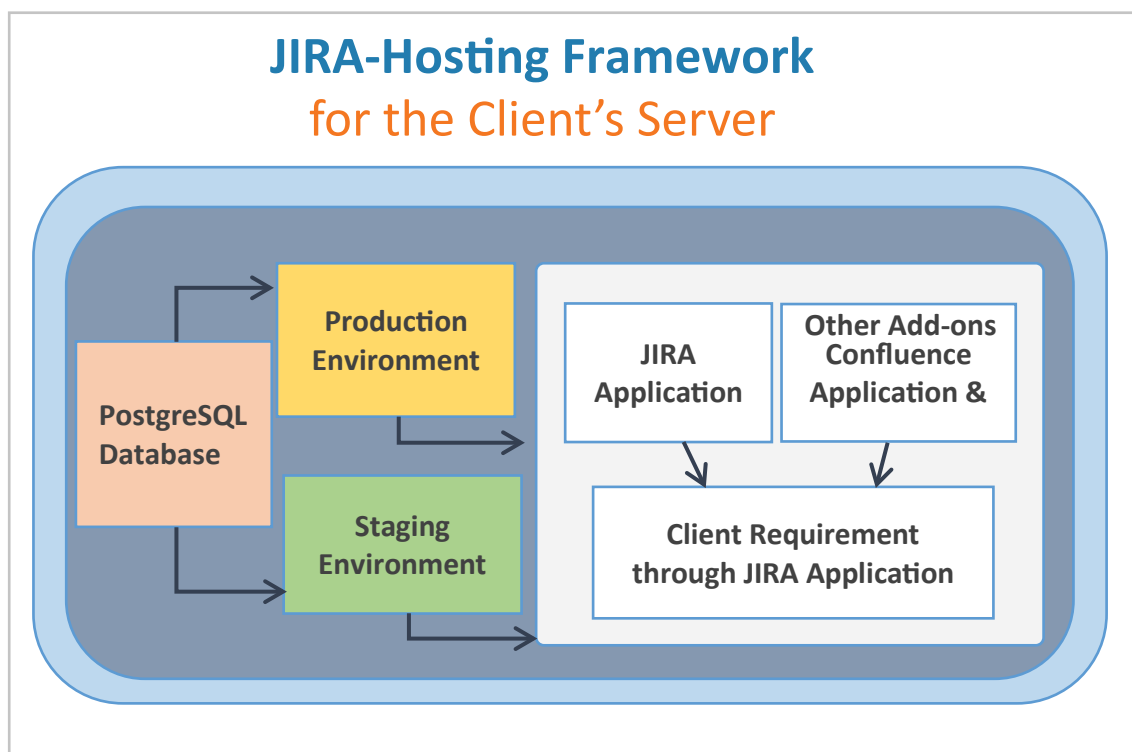 JIRA-Hosting Framework
for the Client's Server
PostgreSQL
Database
Production
Environment
Staging
Environment
JIRA
Application
Other Add-ons
Confluence
Application &
Client Requirement
through JIRA Application